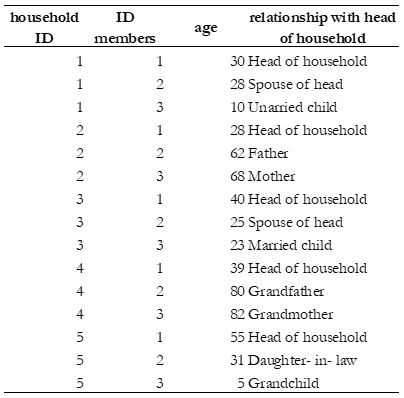 household ID ID members age relationship with head of household
1 1 30 Head of household
1 2 28 Spouse of head
1 3 10 Unarried child
2 1 28 Head of household
2 2 62 Father
2 3 68 Mother
3 1 40 Head of household
3 2 25 Spouse of head
3 3 23 Married child
4 1 39 Head of household
4 2 80 Grandfather
4 3 82 Grandmother
5 1 55 Head of household
5 2 31 Daughter- in- law
5 3 5 Grandchild